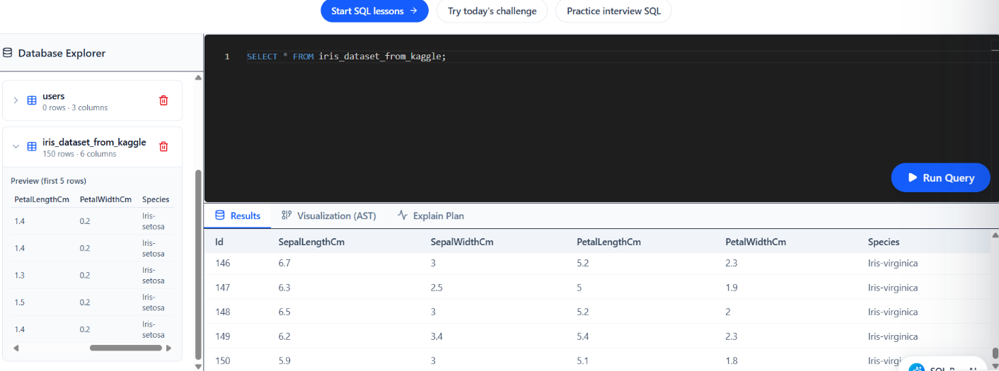 Start SQL lessons → Try today's challenge Practice interview SQL
Database Explorer
users
0 rows · 3 columns
iris_dataset_from_kaggle
150 rows · 6 columns
Preview (first 5 rows)
PetalLengthCm PetalWidthCm Species
1.4 0.2 Iris-
setosa
1.4 0.2 Iris-
setosa
1.3 0.2 Iris-
setosa
1.5 0.2 Iris-
setosa
1.4 0.2 Iris-
setosa
1 SELECT * FROM iris_dataset_from_kaggle;
Run Query
Results Visualization (AST) Explain Plan
Id SepalLengthCm SepalWidthCm PetalLengthCm PetalWidthCm Species
146 6.7 3 5.2 2.3 Iris-virginica
147 6.3 2.5 5 1.9 Iris-virginica
148 6.5 3 5.2 2 Iris-virginica
149 6.2 3.4 5.4 2.3 Iris-virginica
150 5.9 3 5.1 1.8
SQL